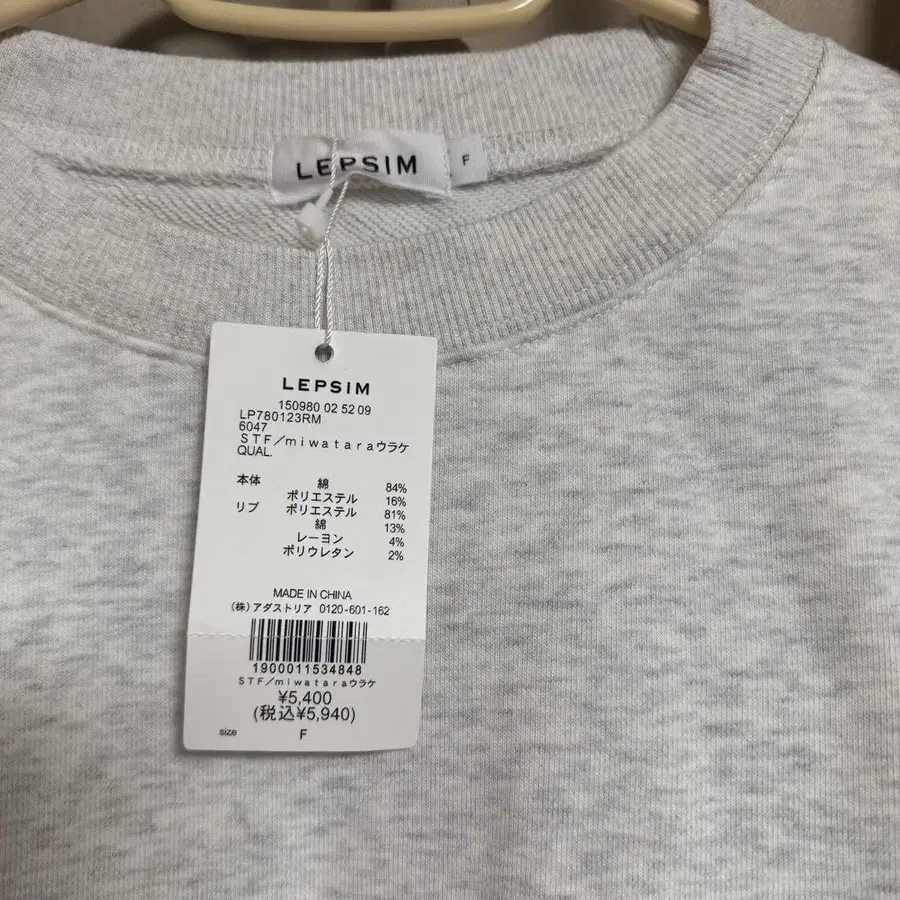 LEPSIM
F
LEPSIM
150980 02 52 09
LP780123RM
6047
STF/miwataraウラケ
QUAL.
本体 綿 84%
ポリエステル 16%
リブ ポリエステル 81%
綿 13%
レーヨン 4%
ポリウレタン 2%
MADE IN CHINA
(株)アダストリア 0120-601-162
1900011534848
STF/miwataraウラケ
¥5,400
(税込¥5,940)
size F